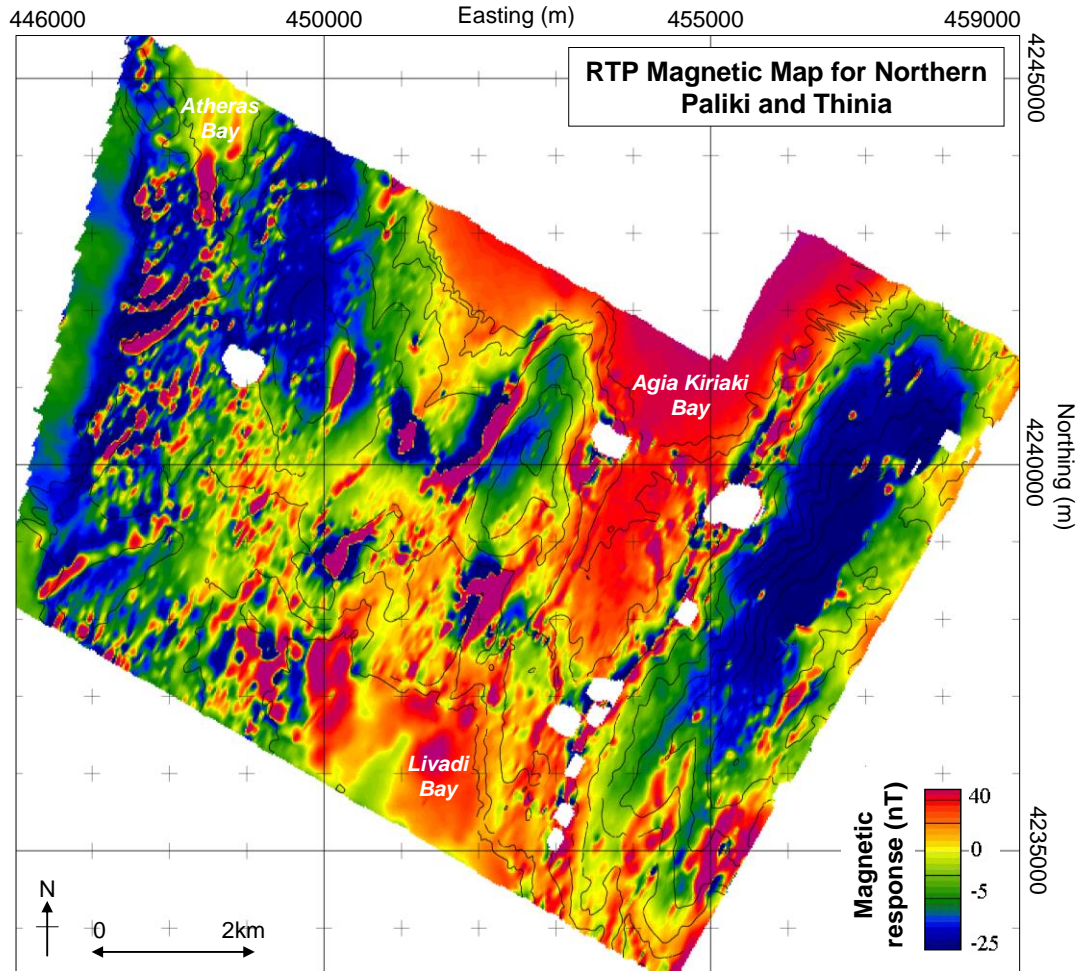 446000
450000
Easting (m)
455000
459000
RTP Magnetic Map for Northern
Paliki and Thinia
4245000
Atheras
Bay
Agia Kiriaki
Bay
4240000
Northing (m)
Livadi
Bay
4235000
Magnetic
response (nT)
40
0
-5
-25
N
0
2km